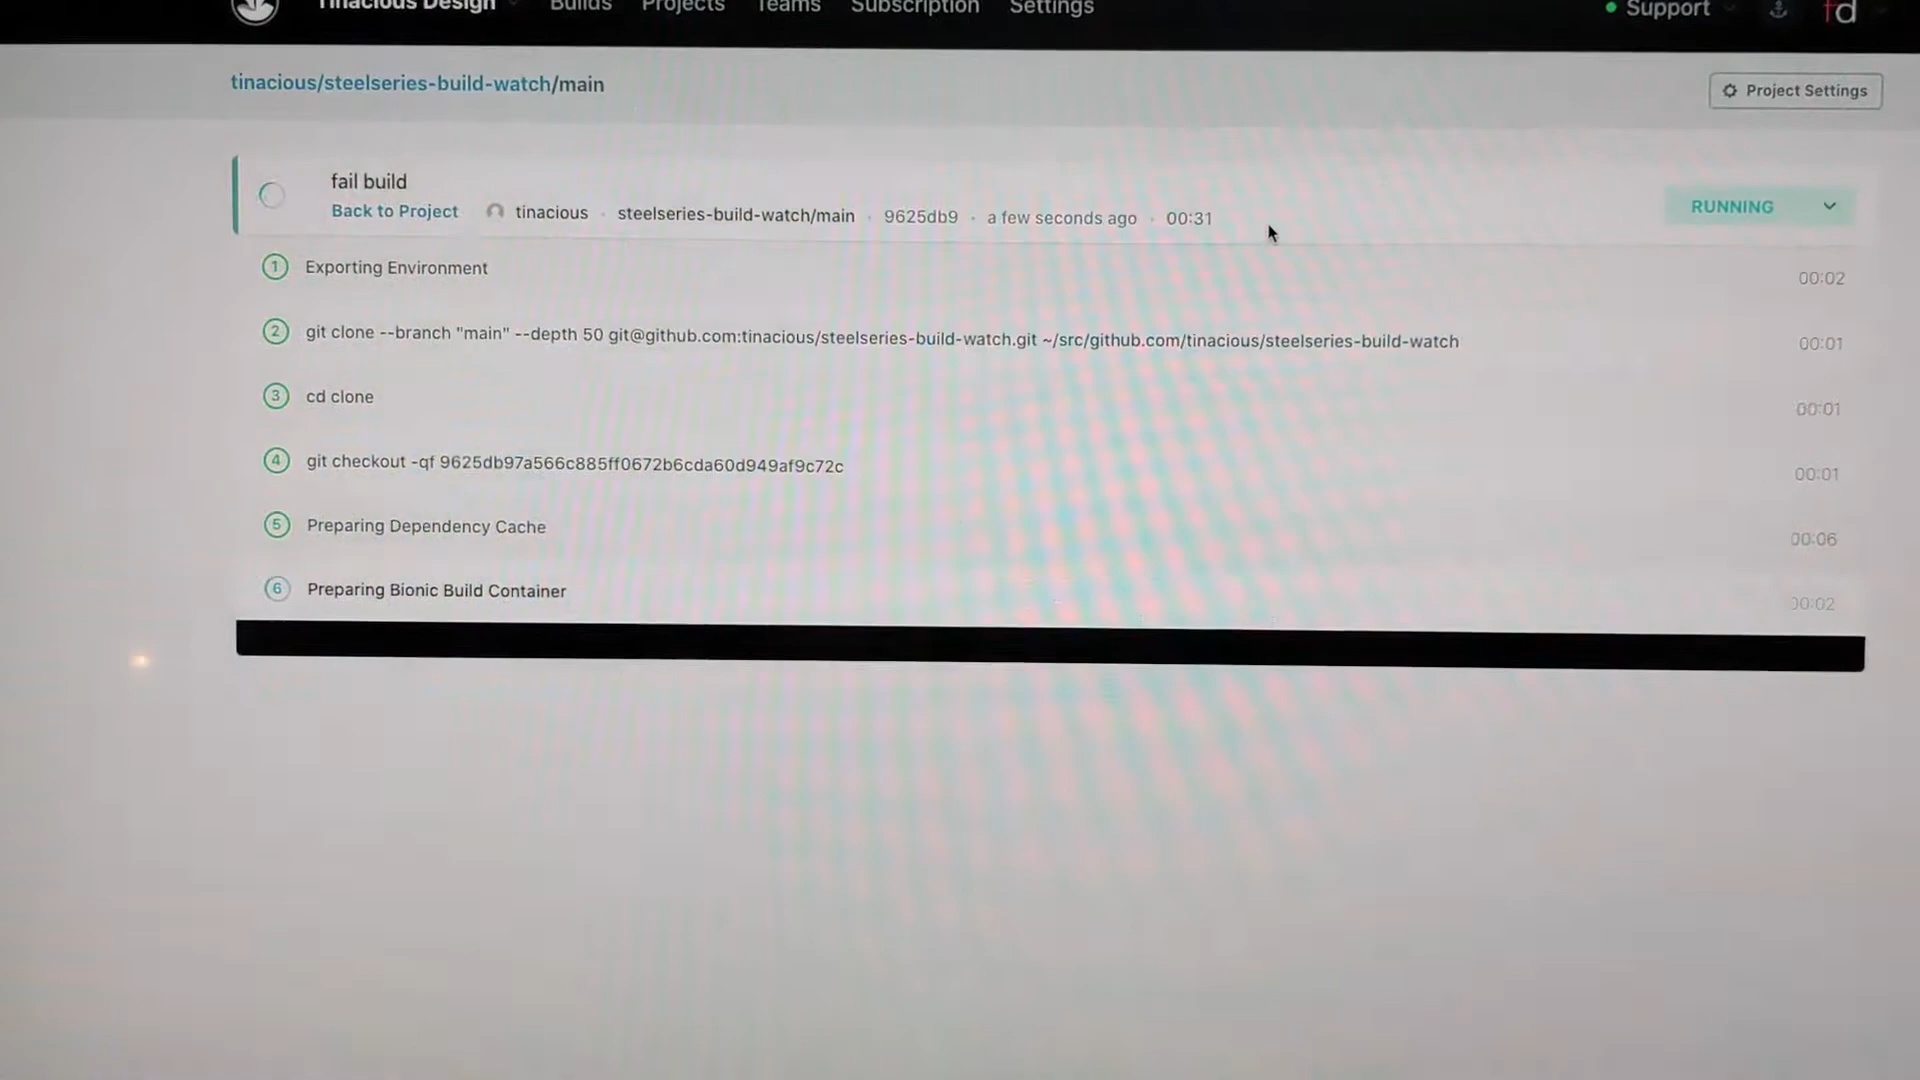 Tinacious Design Builds Projects Teams Subscription Settings Support td
tinacious/steelseries-build-watch/main
Project Settings
fail build
Back to Project tinacious · steelseries-build-watch/main · 9625db9 · a few seconds ago · 00:31
RUNNING
1 Exporting Environment 00:02
2 git clone --branch "main" --depth 50 git@github.com:tinacious/steelseries-build-watch.git ~/src/github.com/tinacious/steelseries-build-watch 00:01
3 cd clone 00:01
4 git checkout -qf 9625db97a566c885ff0672b6cda60d949af9c72c 00:01
5 Preparing Dependency Cache 00:06
6 Preparing Bionic Build Container 00:02